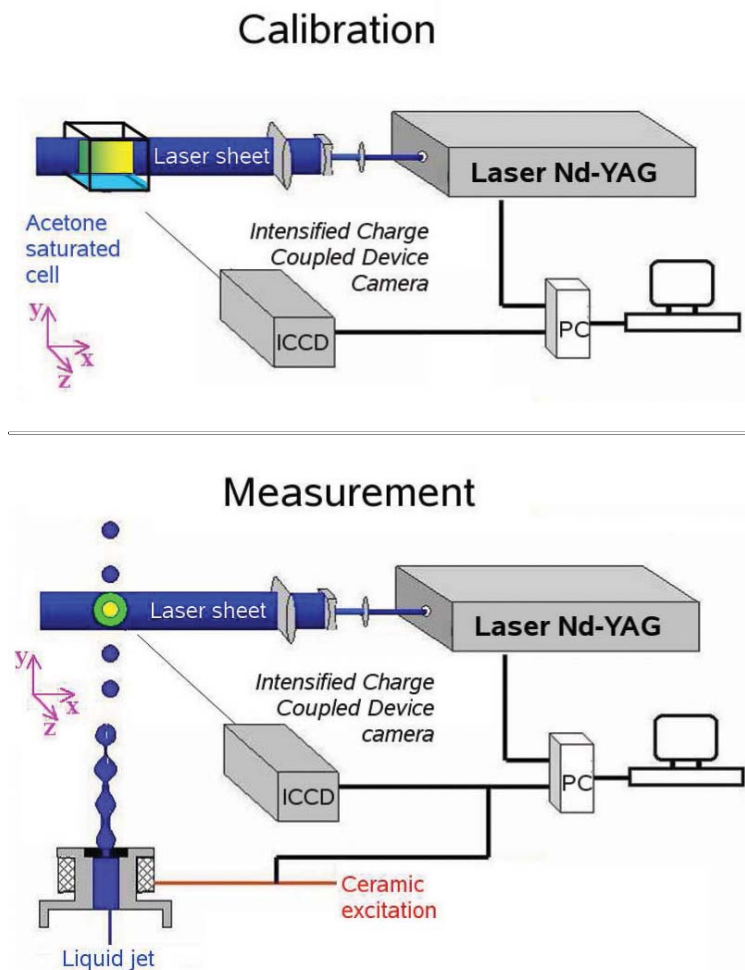 Calibration
Laser sheet
Laser Nd-YAG
Acetone
saturated
cell
Intensified Charge
Coupled Device
Camera
y
x
z
ICCD
PC
Measurement
Laser sheet
Laser Nd-YAG
y
x
z
Intensified Charge
Coupled Device
camera
ICCD
PC
Ceramic
excitation
Liquid jet